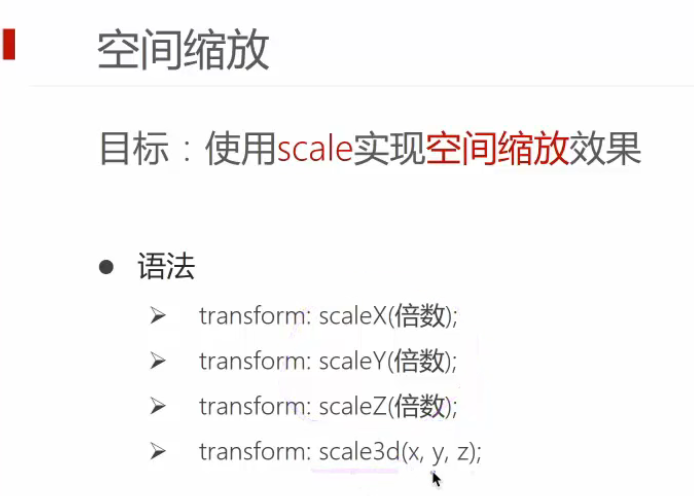 空间缩放
目标：使用scale实现空间缩放效果
● 语法
➢ transform: scaleX(倍数);
➢ transform: scaleY(倍数);
➢ transform: scaleZ(倍数);
➢ transform: scale3d(x, y, z);